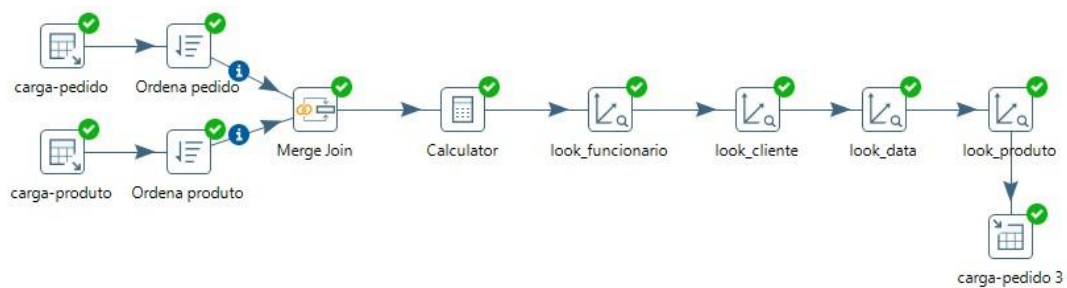 carga-pedido
Ordena pedido
carga-produto
Ordena produto
Merge Join
Calculator
look_funcionario
look_cliente
look_data
look_produto
carga-pedido 3